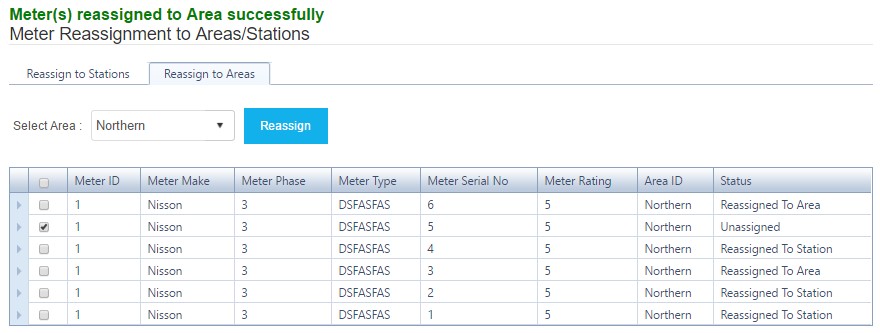 Meter(s) reassigned to Area successfully
Meter Reassignment to Areas/Stations
Reassign to Stations Reassign to Areas
Select Area : Northern Reassign
Meter ID Meter Make Meter Phase Meter Type Meter Serial No Meter Rating Area ID Status
1 Nisson 3 DSFASFAS 6 5 Northern Reassigned To Area
1 Nisson 3 DSFASFAS 5 5 Northern Unassigned
1 Nisson 3 DSFASFAS 4 5 Northern Reassigned To Station
1 Nisson 3 DSFASFAS 3 5 Northern Reassigned To Area
1 Nisson 3 DSFASFAS 2 5 Northern Reassigned To Station
1 Nisson 3 DSFASFAS 1 5 Northern Reassigned To Station